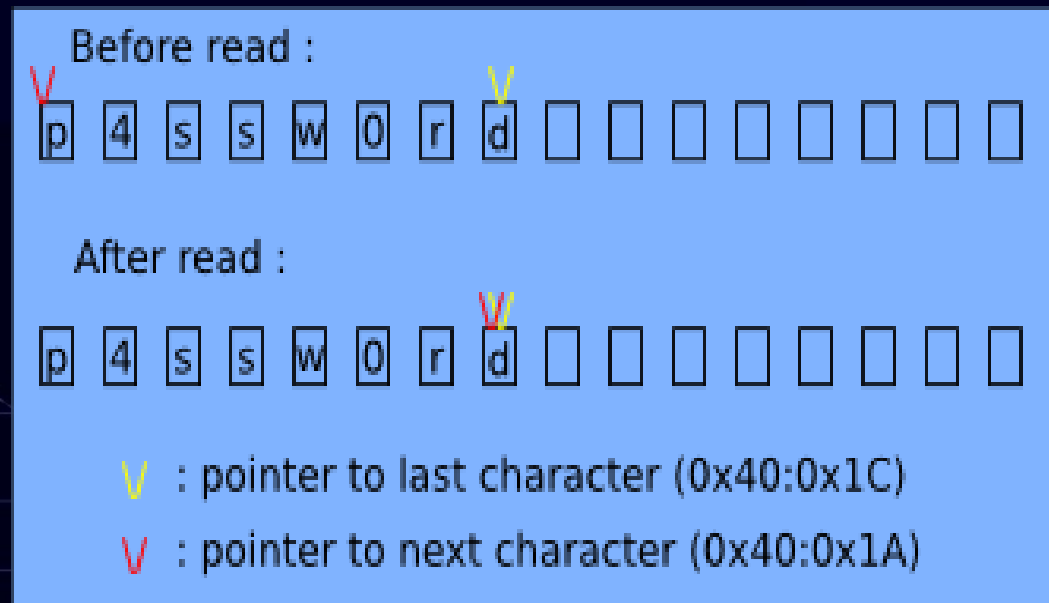 Before read :
V V
p 4 s s w 0 r d
After read :
V V
p 4 s s w 0 r d
V : pointer to last character (0x40:0x1C)
V : pointer to next character (0x40:0x1A)